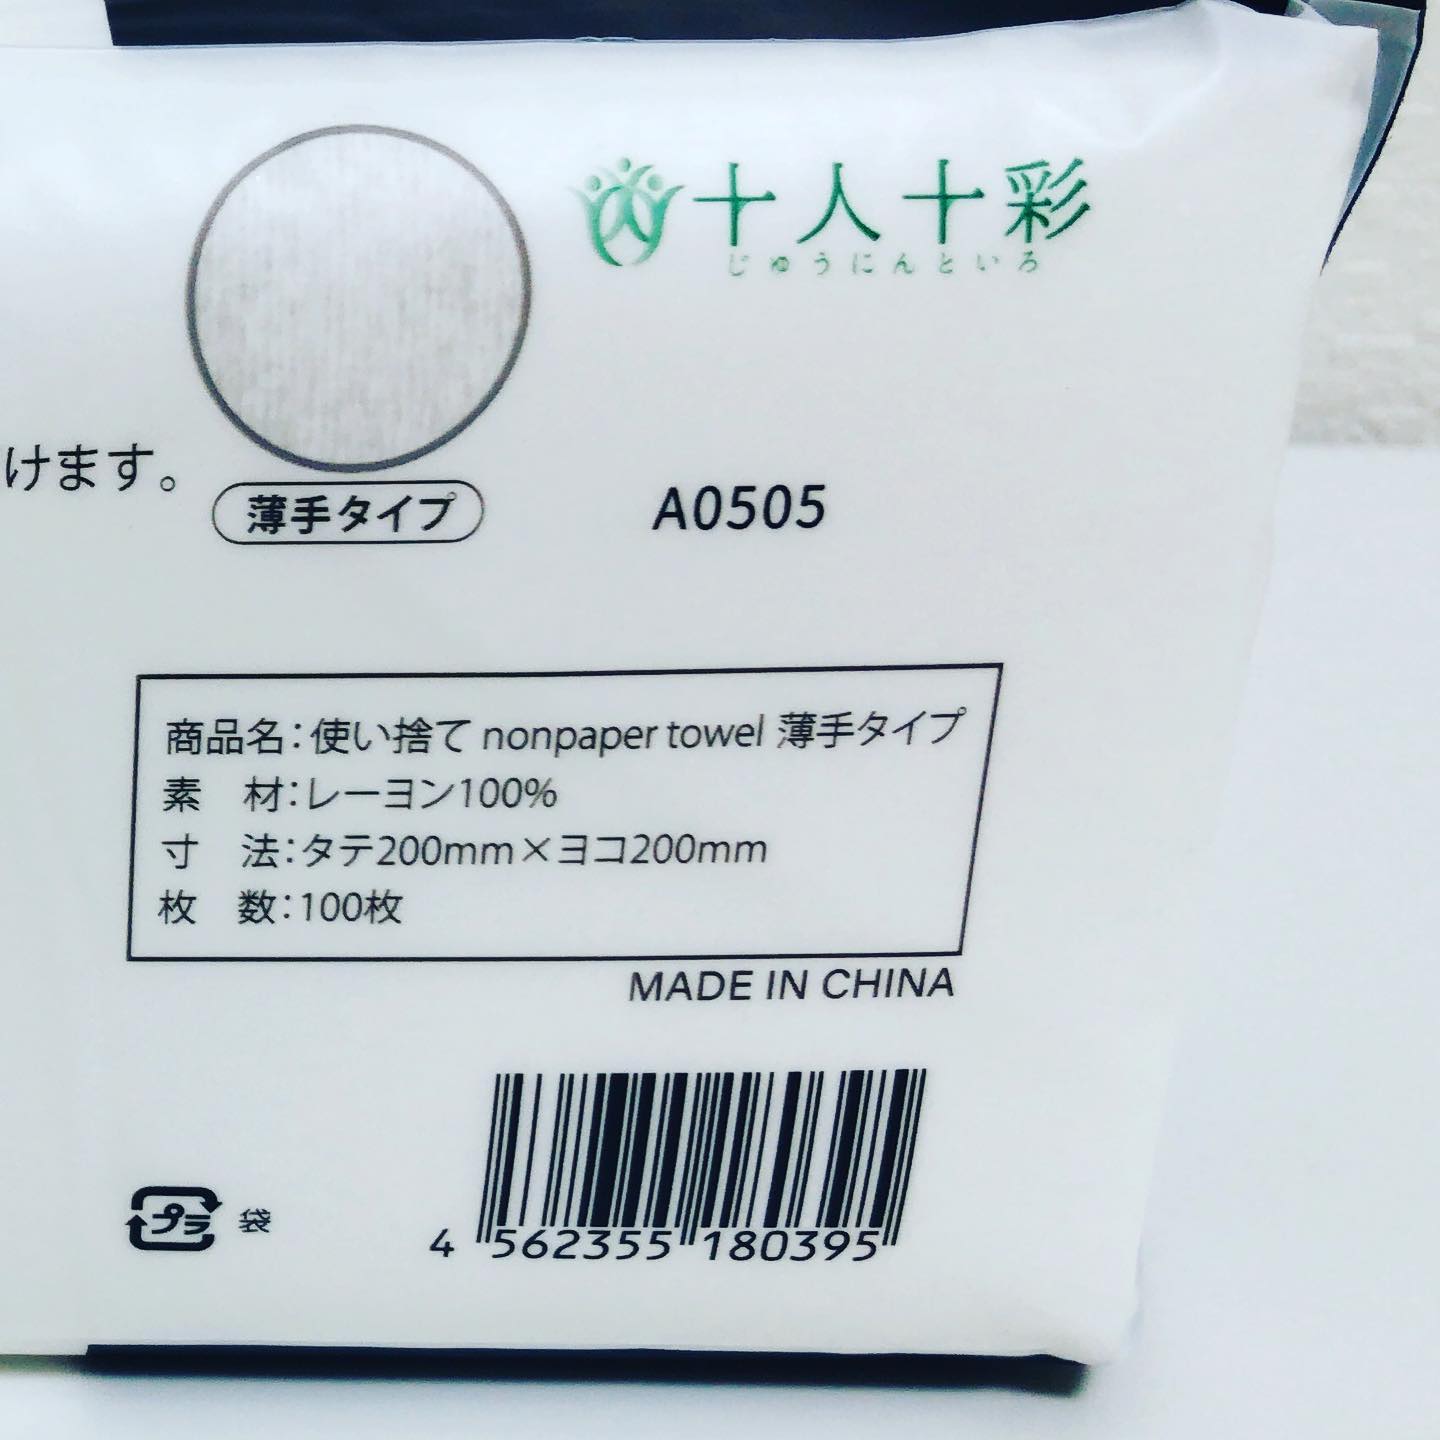 十人十彩
じゅうにんといろ
けます。
薄手タイプ
A0505
商品名：使い捨て nonpaper towel 薄手タイプ
素　材：レーヨン100%
寸　法：タテ200mm×ヨコ200mm
枚　数：100枚
MADE IN CHINA
プラ 袋
4 562355 180395